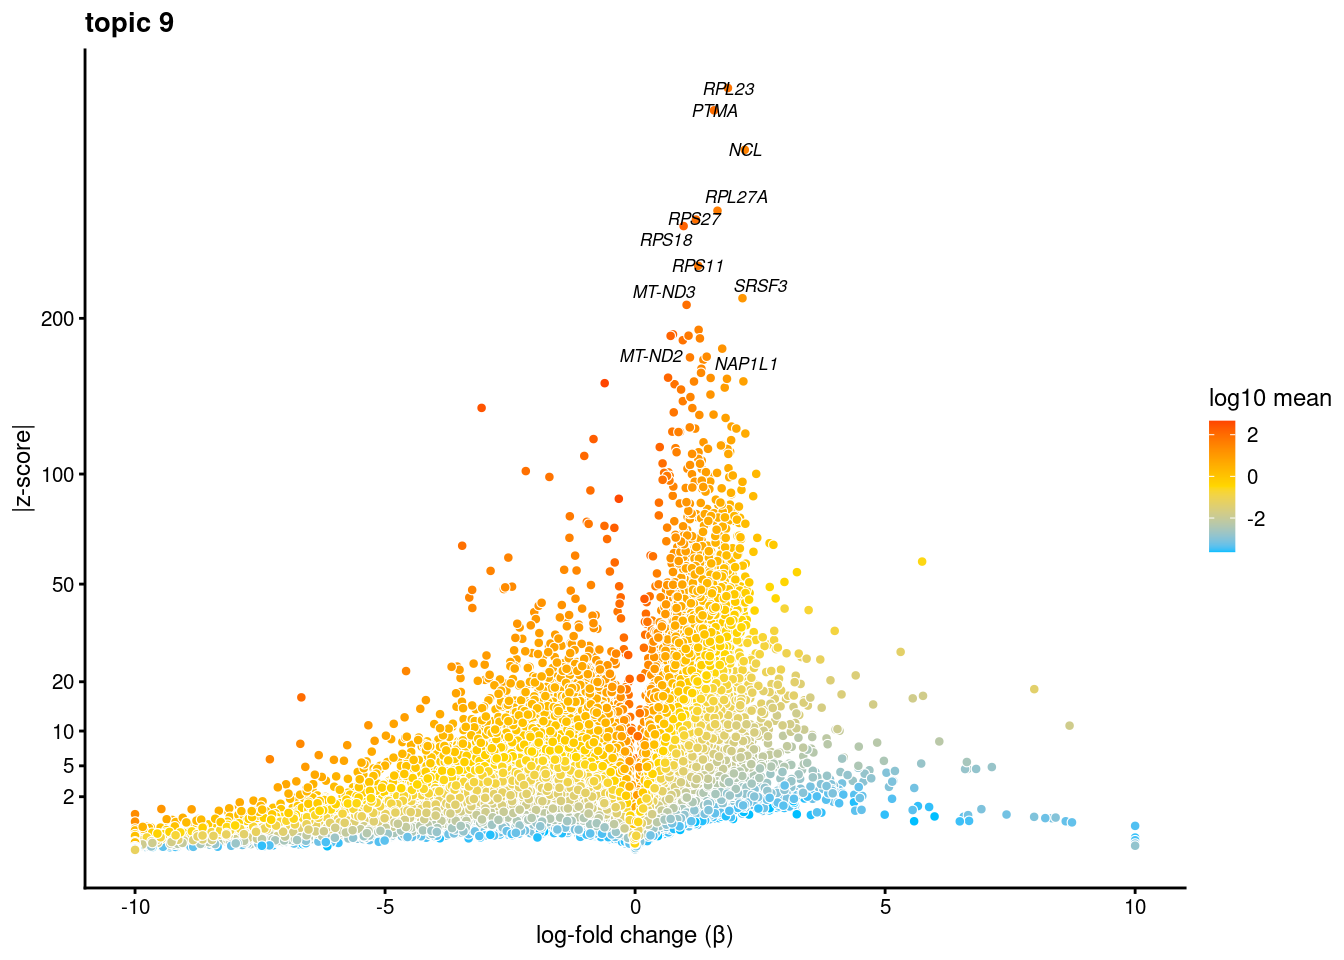 topic 9
RPL23
PTMA
NCL
RPL27A
RPS27
RPS18
RPS11
SRSF3
MT-ND3
MT-ND2
NAP1L1
|z-score|
200
100
50
20
10
5
2
-10
-5
0
5
10
log-fold change (β)
log10 mean
2
0
-2